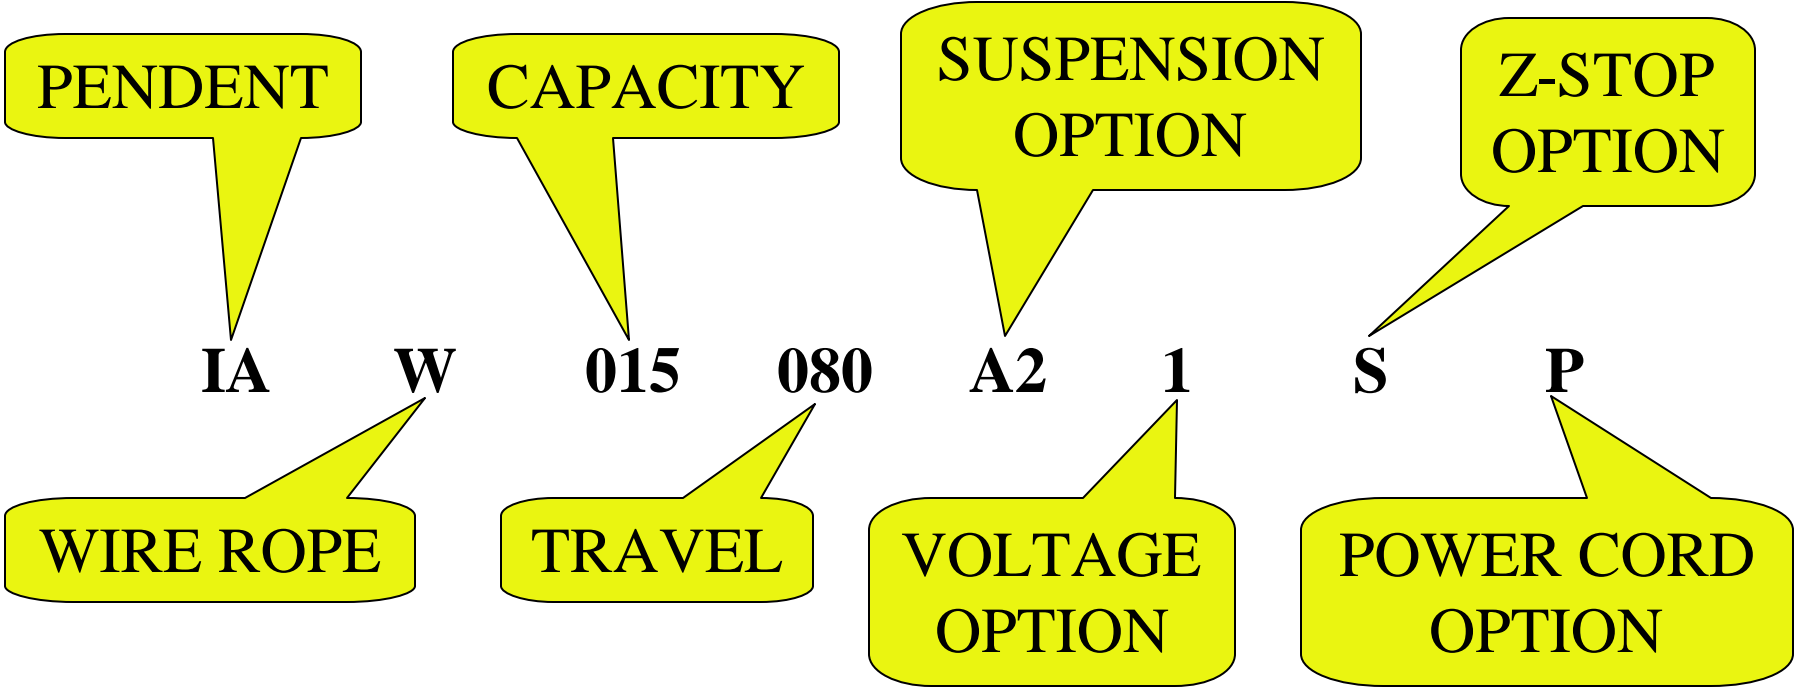 PENDENT
CAPACITY
SUSPENSION
OPTION
Z-STOP
OPTION
IA W 015 080 A2 1 S P
WIRE ROPE
TRAVEL
VOLTAGE
OPTION
POWER CORD
OPTION